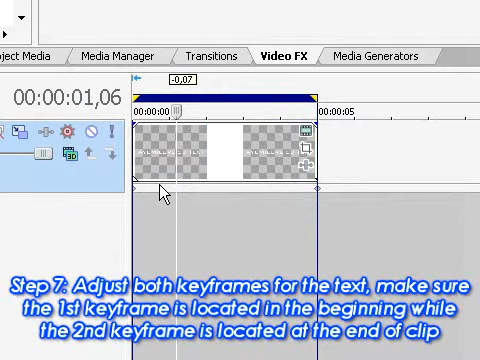 oject Media
Media Manager
Transitions
Video FX
Media Generators
-0,07
00:00:01,06
00:00:00
00:00:05
3D
Step 7: Adjust both keyframes for the text, make sure
the 1st keyframe is located in the beginning while
the 2nd keyframe is located at the end of clip